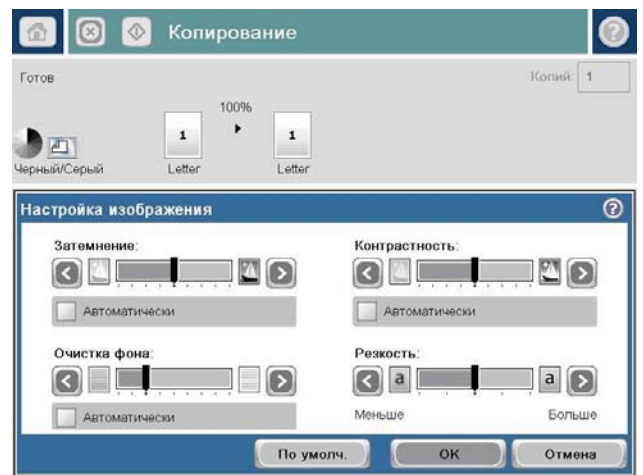 Копирование
Готов
Копий: 1
100%
1 1
Черный/Серый Letter Letter
Настройка изображения
Затемнение: Контрастность:
Автоматически Автоматически
Очистка фона: Резкость:
a a
Автоматически Меньше Больше
По умолч. OK Отмена